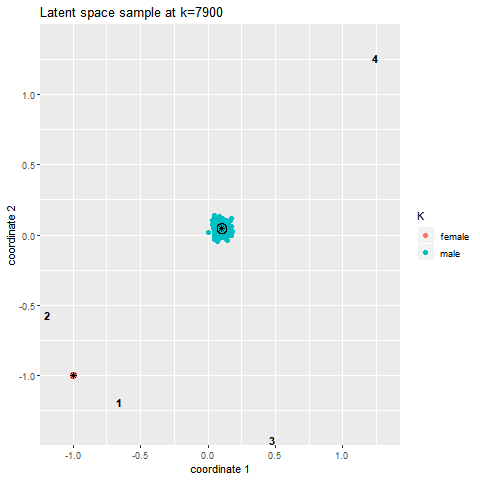 Latent space sample at k=7900
4
1.0
0.5
0.0
-0.5
-1.0
coordinate 2
2
1
3
-1.0 -0.5 0.0 0.5 1.0
coordinate 1
K
female
male